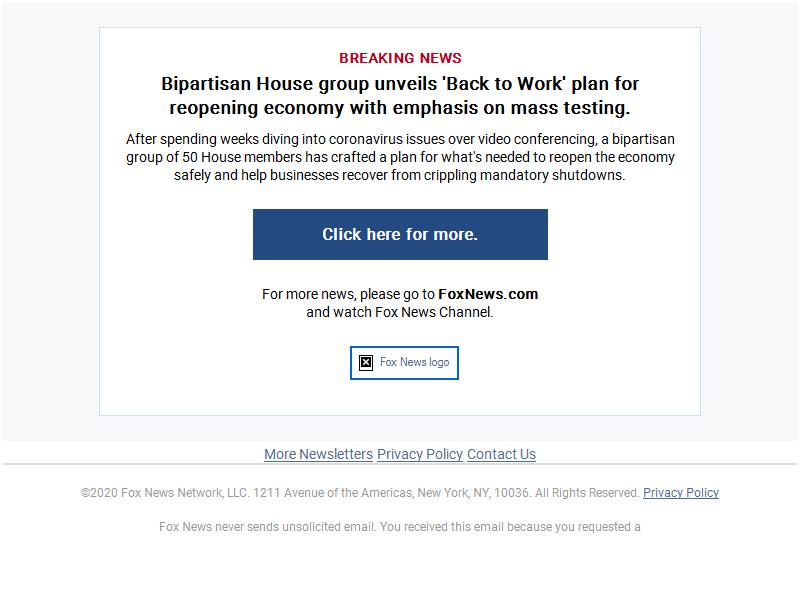 BREAKING NEWS
Bipartisan House group unveils 'Back to Work' plan for
reopening economy with emphasis on mass testing.
After spending weeks diving into coronavirus issues over video conferencing, a bipartisan
group of 50 House members has crafted a plan for what's needed to reopen the economy
safely and help businesses recover from crippling mandatory shutdowns.
Click here for more.
For more news, please go to FoxNews.com
and watch Fox News Channel.
Fox News logo
More Newsletters Privacy Policy Contact Us
©2020 Fox News Network, LLC. 1211 Avenue of the Americas, New York, NY, 10036. All Rights Reserved. Privacy Policy
Fox News never sends unsolicited email. You received this email because you requested a